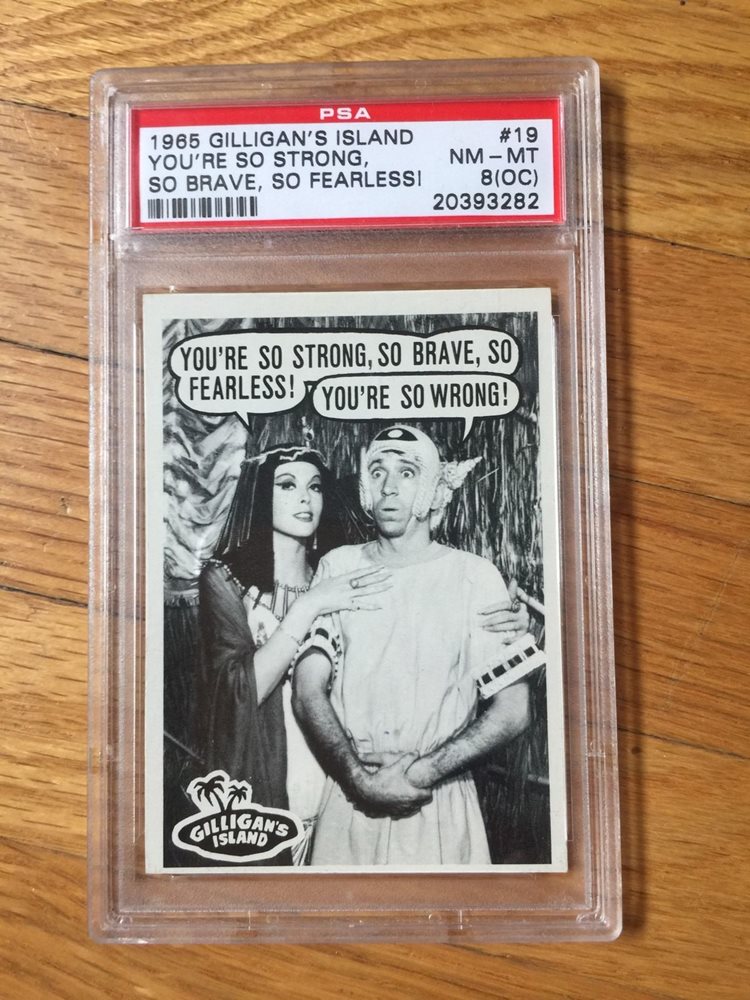 PSA
1965 GILLIGAN'S ISLAND #19
YOU'RE SO STRONG, NM - MT
SO BRAVE, SO FEARLESS! 8(OC)
20393282
YOU'RE SO STRONG, SO BRAVE, SO
FEARLESS!
YOU'RE SO WRONG!
GILLIGAN'S
ISLAND